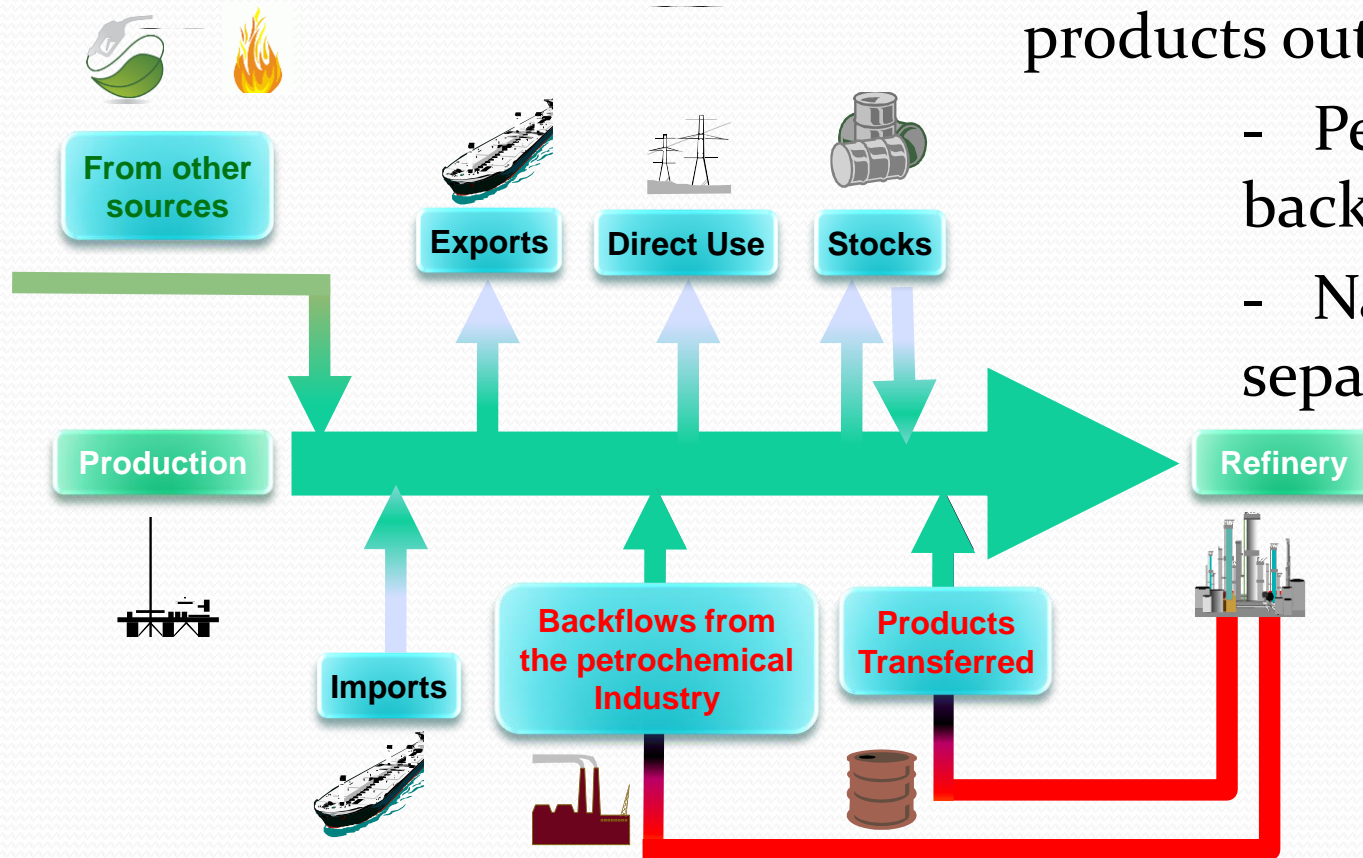 products out
- Pe
back
- Na
sepa
From other
sources
Exports
Direct Use
Stocks
Production
Refinery
Imports
Backflows from
the petrochemical
Industry
Products
Transferred